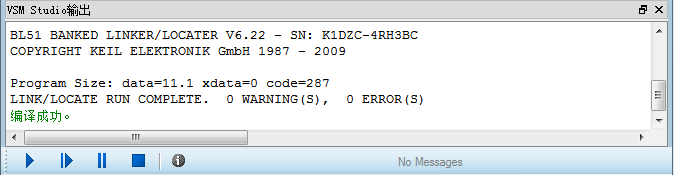 VSM Studio输出
BL51 BANKED LINKER/LOCATER V6.22 - SN: K1DZC-4RH3BC
COPYRIGHT KEIL ELEKTRONIK GmbH 1987 - 2009
Program Size: data=11.1 xdata=0 code=287
LINK/LOCATE RUN COMPLETE.  0 WARNING(S),  0 ERROR(S)
编译成功。
No Messages